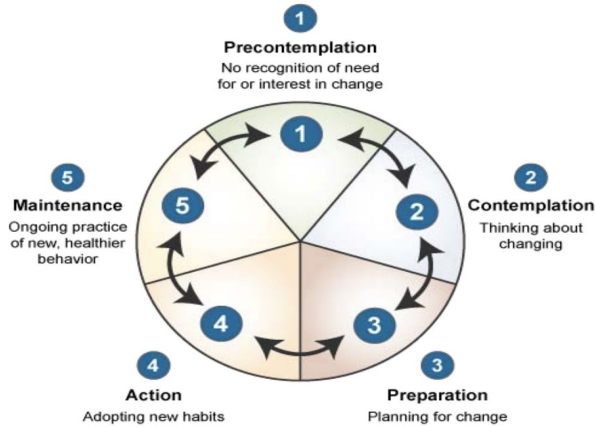 1
Precontemplation
No recognition of need
for or interest in change
1
5
Maintenance
Ongoing practice
of new, healthier
behavior
5
2
2
Contemplation
Thinking about
changing
4
3
4
Action
Adopting new habits
3
Preparation
Planning for change